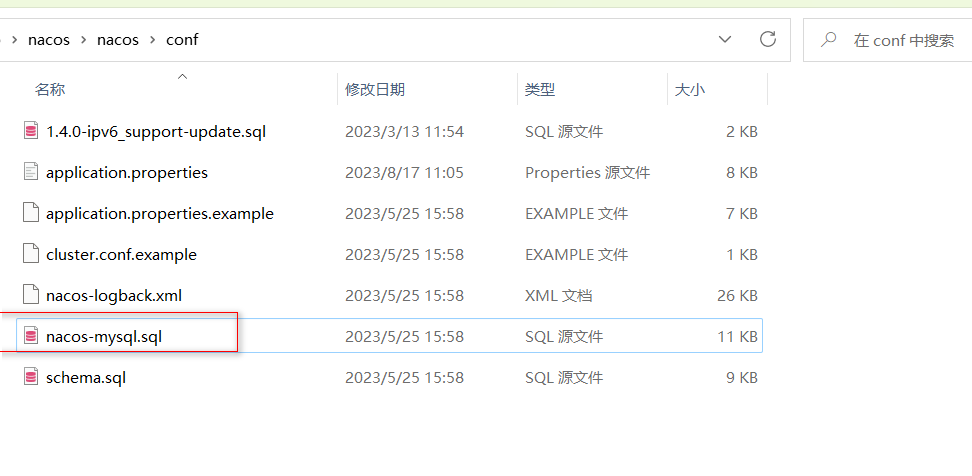 nacos > nacos > conf 在 conf 中搜索
名称 修改日期 类型 大小
1.4.0-ipv6_support-update.sql 2023/3/13 11:54 SQL 源文件 2 KB
application.properties 2023/8/17 11:05 Properties 源文件 8 KB
application.properties.example 2023/5/25 15:58 EXAMPLE 文件 7 KB
cluster.conf.example 2023/5/25 15:58 EXAMPLE 文件 1 KB
nacos-logback.xml 2023/5/25 15:58 XML 文档 26 KB
nacos-mysql.sql 2023/5/25 15:58 SQL 源文件 11 KB
schema.sql 2023/5/25 15:58 SQL 源文件 9 KB